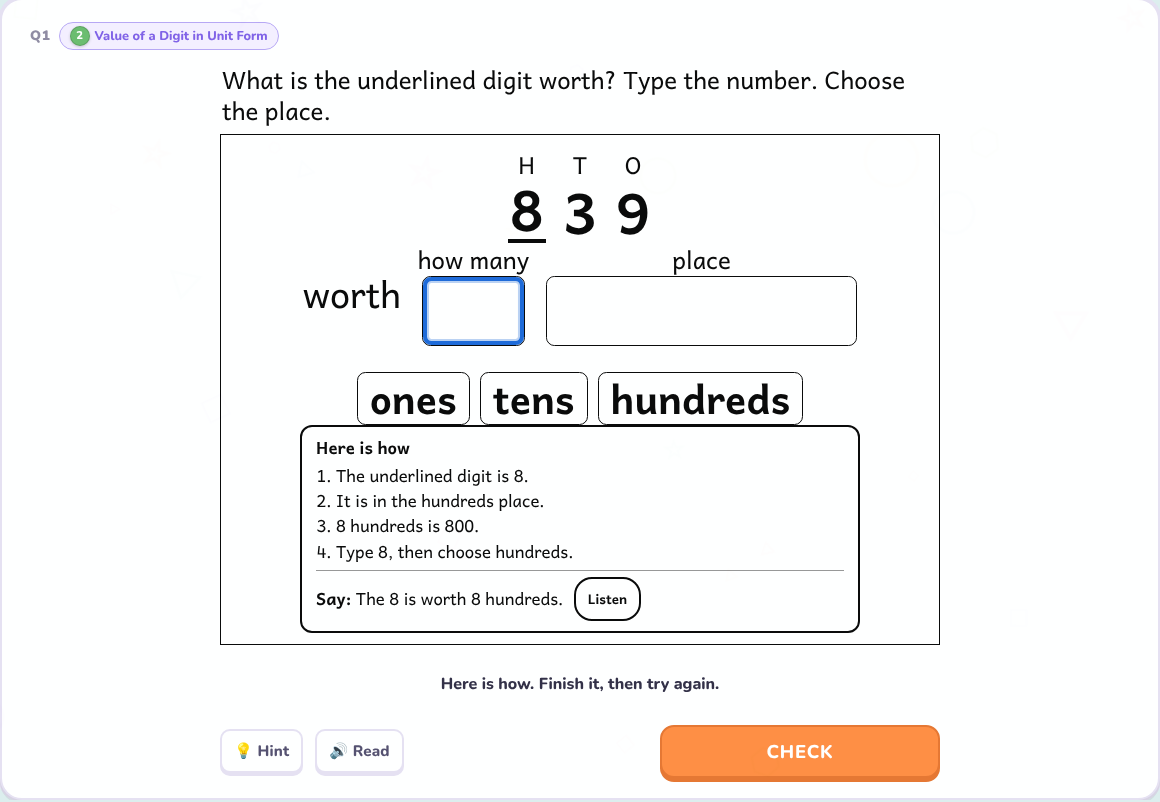 Q1 2 Value of a Digit in Unit Form
What is the underlined digit worth? Type the number. Choose
the place.
H T O
8 3 9
how many place
worth
ones tens hundreds
Here is how
1. The underlined digit is 8.
2. It is in the hundreds place.
3. 8 hundreds is 800.
4. Type 8, then choose hundreds.
Say: The 8 is worth 8 hundreds. Listen
Here is how. Finish it, then try again.
Hint Read CHECK